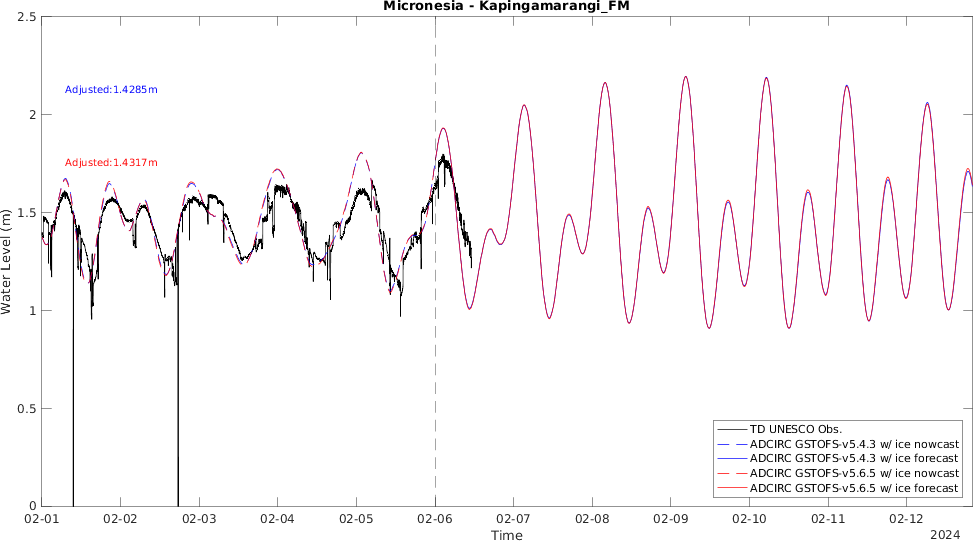 Micronesia - Kapingamarangi_FM
2.5
2
1.5
1
0.5
0
Water Level (m)
Adjusted:1.4285m
Adjusted:1.4317m
TD UNESCO Obs.
ADCIRC GSTOFS-v5.4.3 w/ ice nowcast
ADCIRC GSTOFS-v5.4.3 w/ ice forecast
ADCIRC GSTOFS-v5.6.5 w/ ice nowcast
ADCIRC GSTOFS-v5.6.5 w/ ice forecast
02-01 02-02 02-03 02-04 02-05 02-06 02-07 02-08 02-09 02-10 02-11 02-12
Time
2024